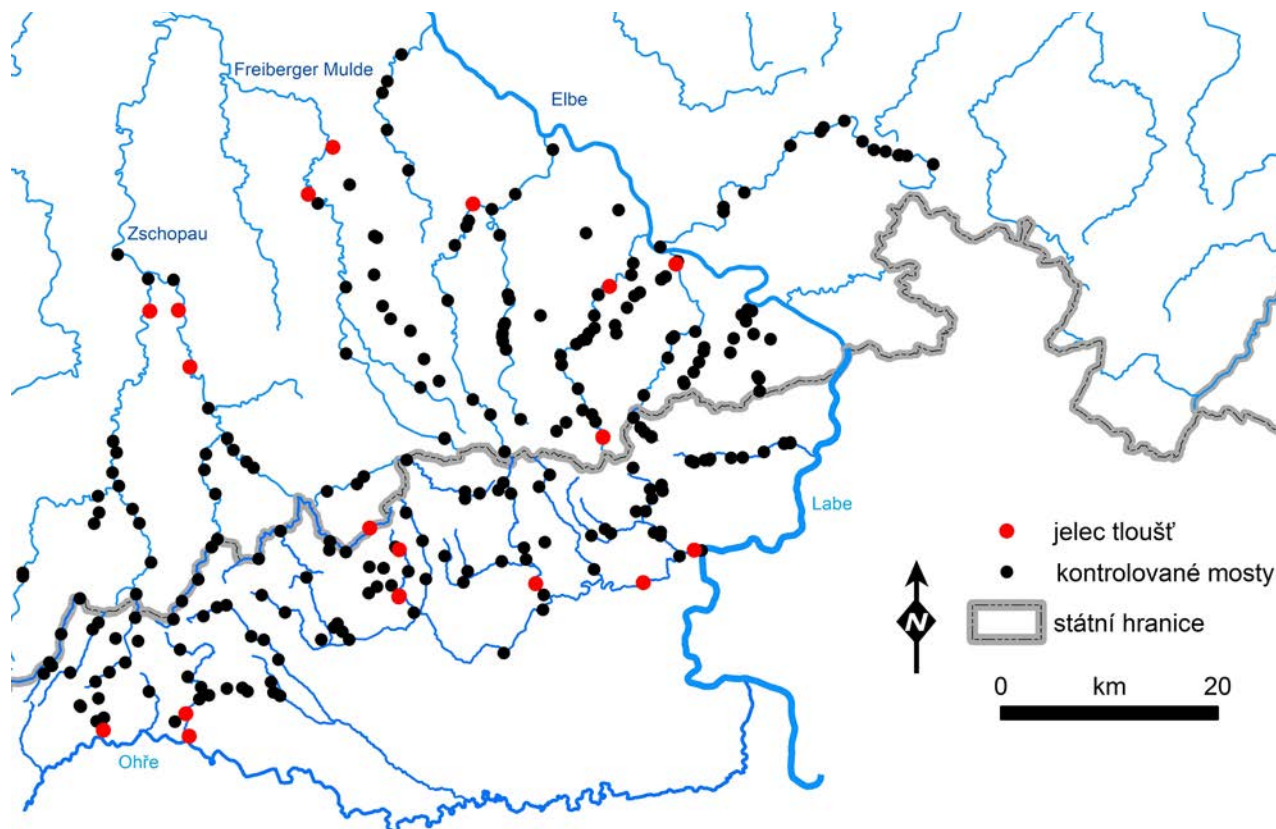 Freiberger Mulde
Elbe
Zschopau
Labe
Ohře
jelec tloušť
kontrolované mosty
N
státní hranice
0 km 20